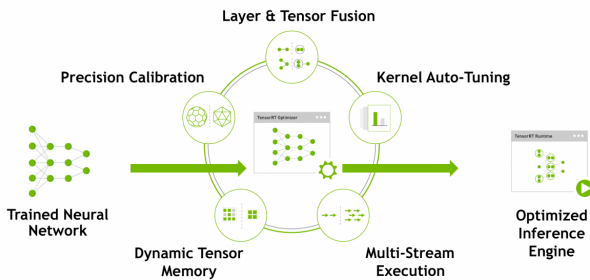 Layer & Tensor Fusion
Precision Calibration
Kernel Auto-Tuning
TensorRT Optimizer
TensorRT Runtime
Trained Neural
Network
Dynamic Tensor
Memory
Multi-Stream
Execution
Optimized
Inference
Engine